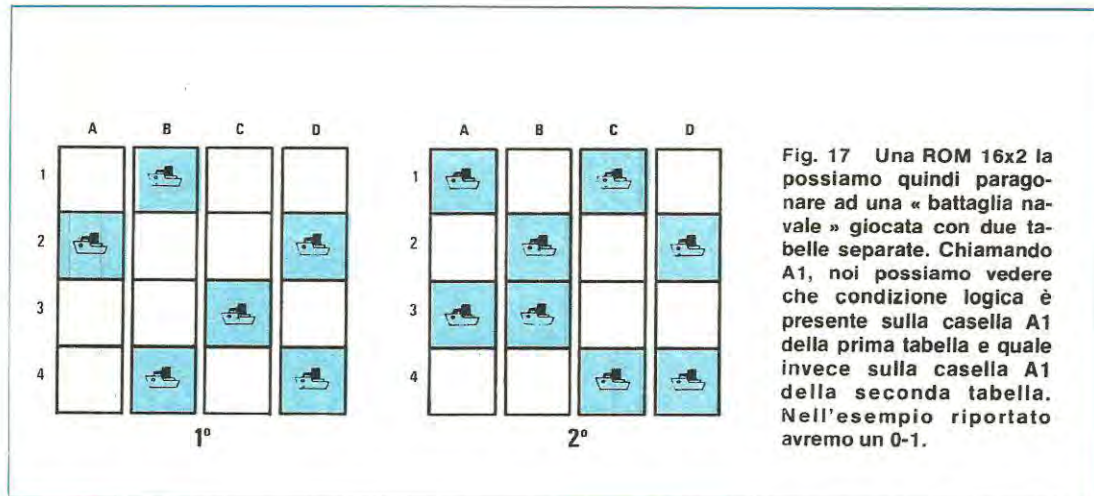 A B C D
1
2
3
4
1º
A B C D
1
2
3
4
2º
Fig. 17 Una ROM 16x2 la
possiamo quindi parago-
nare ad una « battaglia na-
vale » giocata con due ta-
belle separate. Chiamando
A1, noi possiamo vedere
che condizione logica è
presente sulla casella A1
della prima tabella e quale
invece sulla casella A1
della seconda tabella.
Nell'esempio riportato
avremo un 0-1.